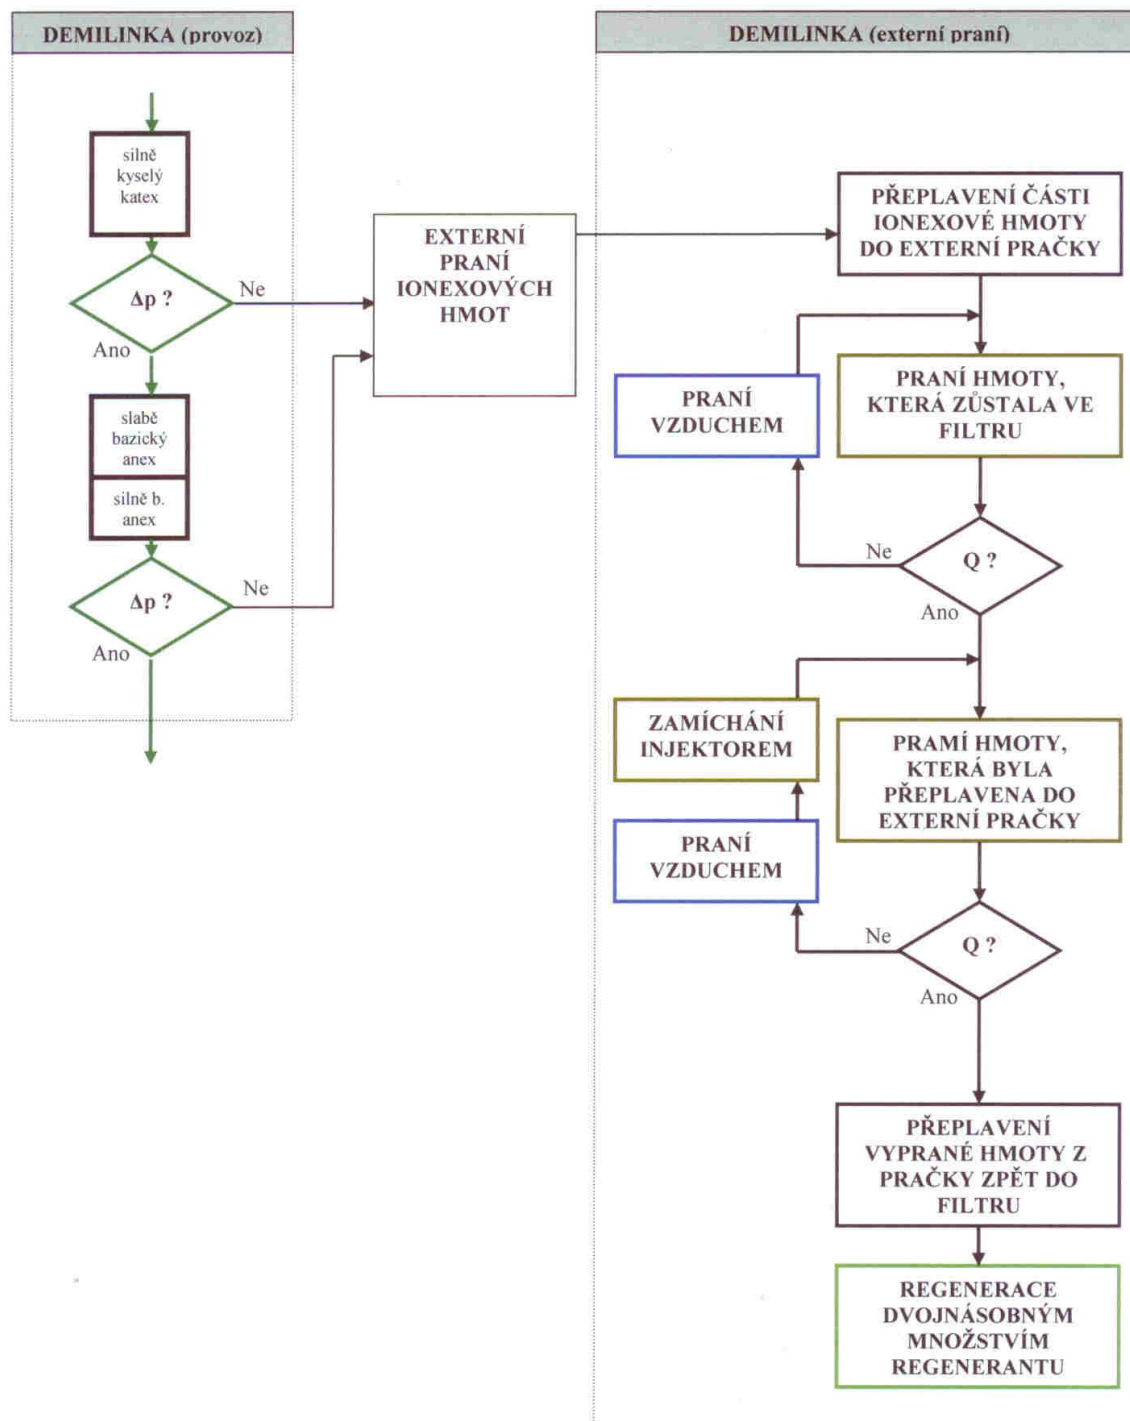 DEMILINKA (provoz)
silně
kyselý
katex
Δp ?
Ne
Ano
slabě
bazický
anex
silně b.
anex
Δp ?
Ne
Ano
EXTERNÍ
PRANÍ
IONEXOVÝCH
HMOT
DEMILINKA (externí praní)
PŘEPLAVENÍ ČÁSTI
IONEXOVÉ HMOTY
DO EXTERNÍ PRAČKY
PRANÍ
VZDUCHEM
PRANÍ HMOTY,
KTERÁ ZŮSTALA VE
FILTRU
Ne
Q ?
Ano
ZAMÍCHÁNÍ
INJEKTOREM
PRAMÍ HMOTY,
KTERÁ BYLA
PŘEPLAVENA DO
EXTERNÍ PRAČKY
PRANÍ
VZDUCHEM
Ne
Q ?
Ano
PŘEPLAVENÍ
VYPRANÉ HMOTY Z
PRAČKY ZPĚT DO
FILTRU
REGENERACE
DVOJNÁSOBNÝM
MNOŽSTVÍM
REGENERANTU